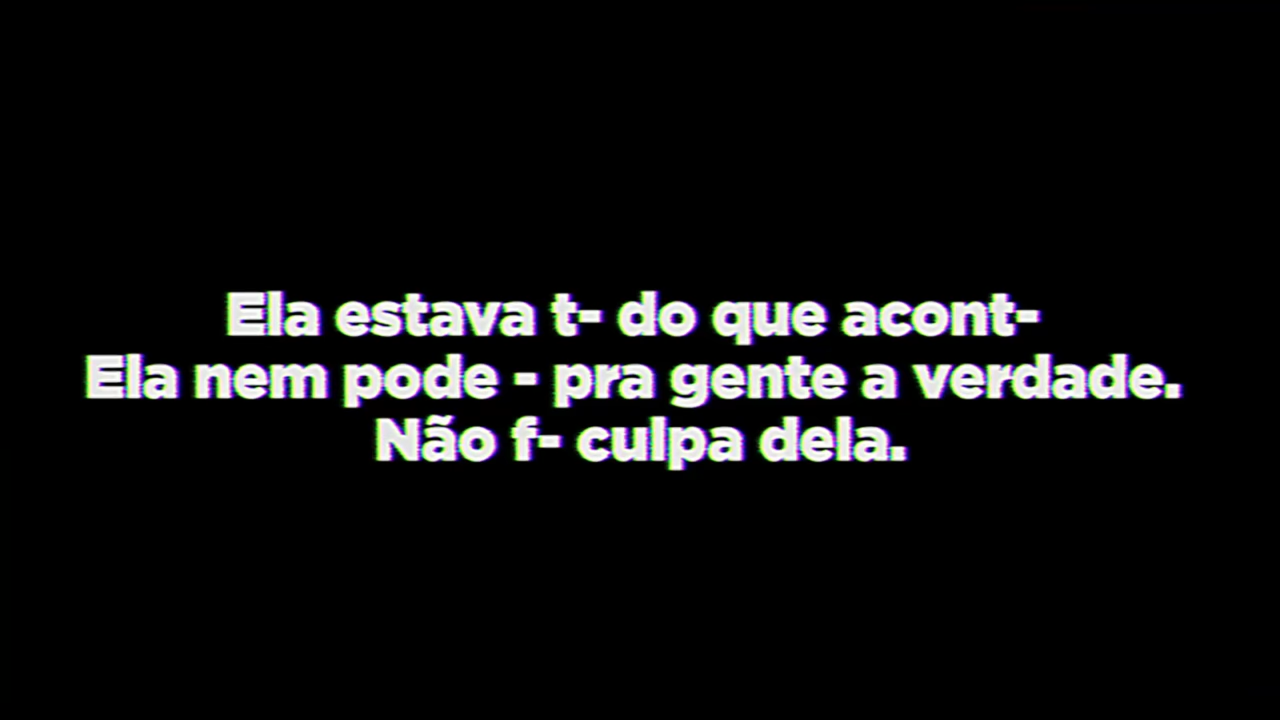 Ela estava t- do que acont-
Ela nem pode - pra gente a verdade.
Não f- culpa dela.